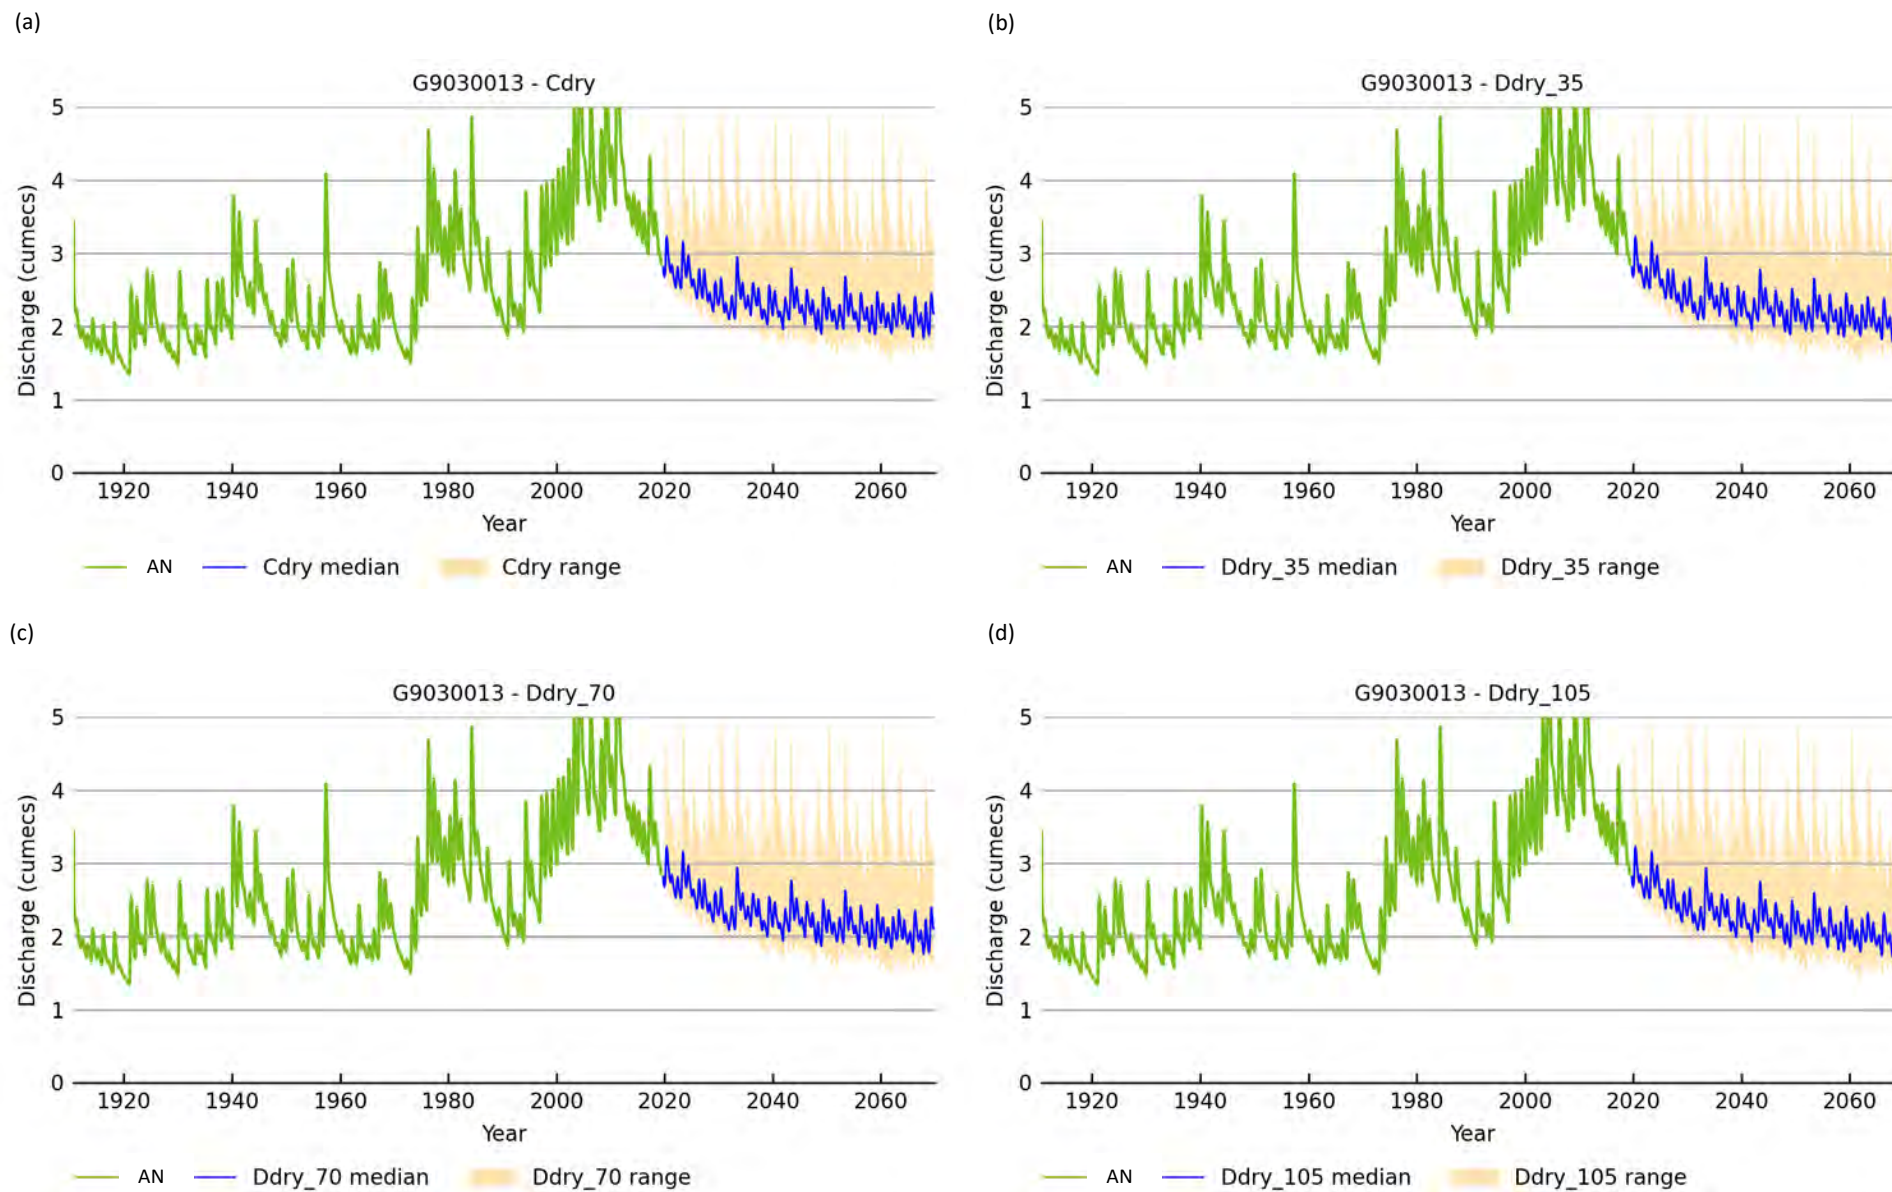 (a)
G9030013 - Cdry
Discharge (cumecs)
5
4
3
2
1
0
1920 1940 1960 1980 2000 2020 2040 2060
Year
AN Cdry median Cdry range
(b)
G9030013 - Ddry_35
Discharge (cumecs)
5
4
3
2
1
0
1920 1940 1960 1980 2000 2020 2040 2060
Year
AN Ddry_35 median Ddry_35 range
(c)
G9030013 - Ddry_70
Discharge (cumecs)
5
4
3
2
1
0
1920 1940 1960 1980 2000 2020 2040 2060
Year
AN Ddry_70 median Ddry_70 range
(d)
G9030013 - Ddry_105
Discharge (cumecs)
5
4
3
2
1
0
1920 1940 1960 1980 2000 2020 2040 2060
Year
AN Ddry_105 median Ddry_105 range